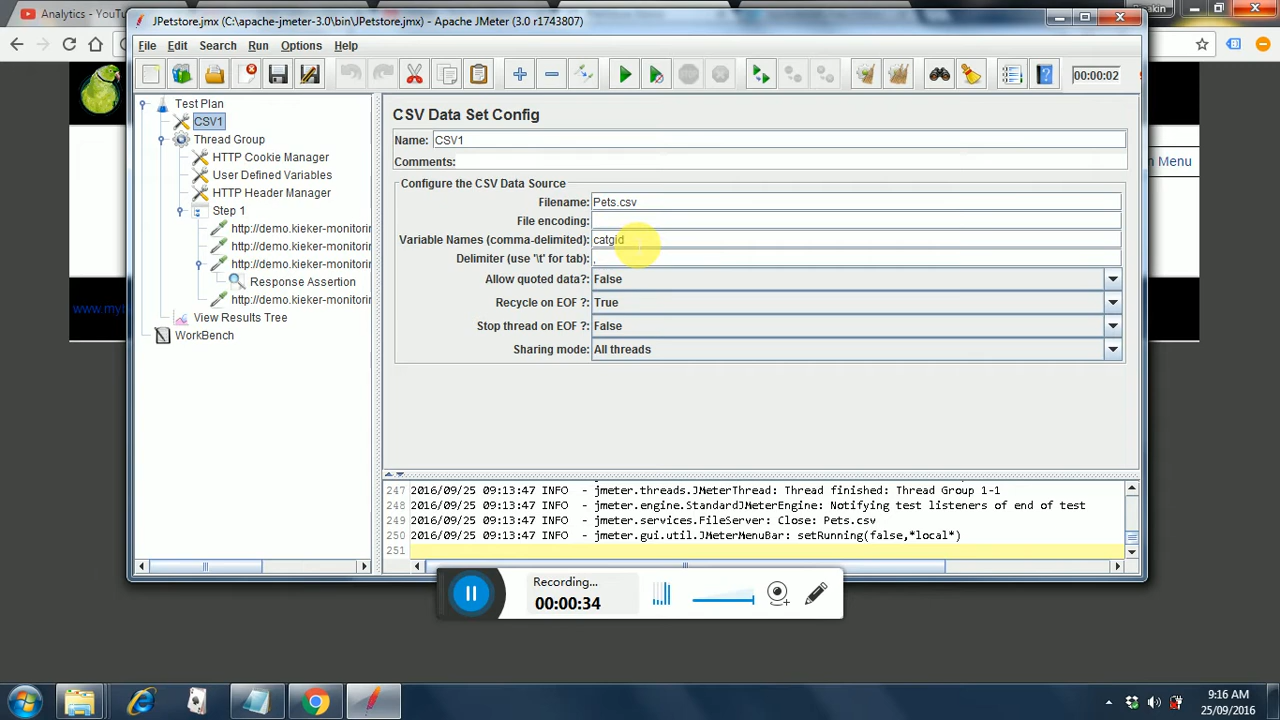 Analytics - YouT
JPetstore.jmx (C:\apache-jmeter-3.0\bin\JPetstore.jmx) - Apache JMeter (3.0 r1743807)
File Edit Search Run Options Help
00:00:02
Test Plan
CSV1
Thread Group
HTTP Cookie Manager
User Defined Variables
HTTP Header Manager
Step 1
http://demo.kieker-monitorin
http://demo.kieker-monitorin
http://demo.kieker-monitorin
Response Assertion
http://demo.kieker-monitorin
View Results Tree
WorkBench
CSV Data Set Config
Name: CSV1
Comments:
Configure the CSV Data Source
Filename: Pets.csv
File encoding:
Variable Names (comma-delimited): catgid
Delimiter (use '\t' for tab): ,
Allow quoted data?: False
Recycle on EOF ?: True
Stop thread on EOF ?: False
Sharing mode: All threads
247 2016/09/25 09:13:47 INFO - jmeter.threads.JMeterThread: Thread finished: Thread Group 1-1
248 2016/09/25 09:13:47 INFO - jmeter.engine.StandardJMeterEngine: Notifying test listeners of end of test
249 2016/09/25 09:13:47 INFO - jmeter.services.FileServer: Close: Pets.csv
250 2016/09/25 09:13:47 INFO - jmeter.gui.util.JMeterMenuBar: setRunning(false,*local*)
251
in Menu
Recording...
00:00:34
9:16 AM
25/09/2016